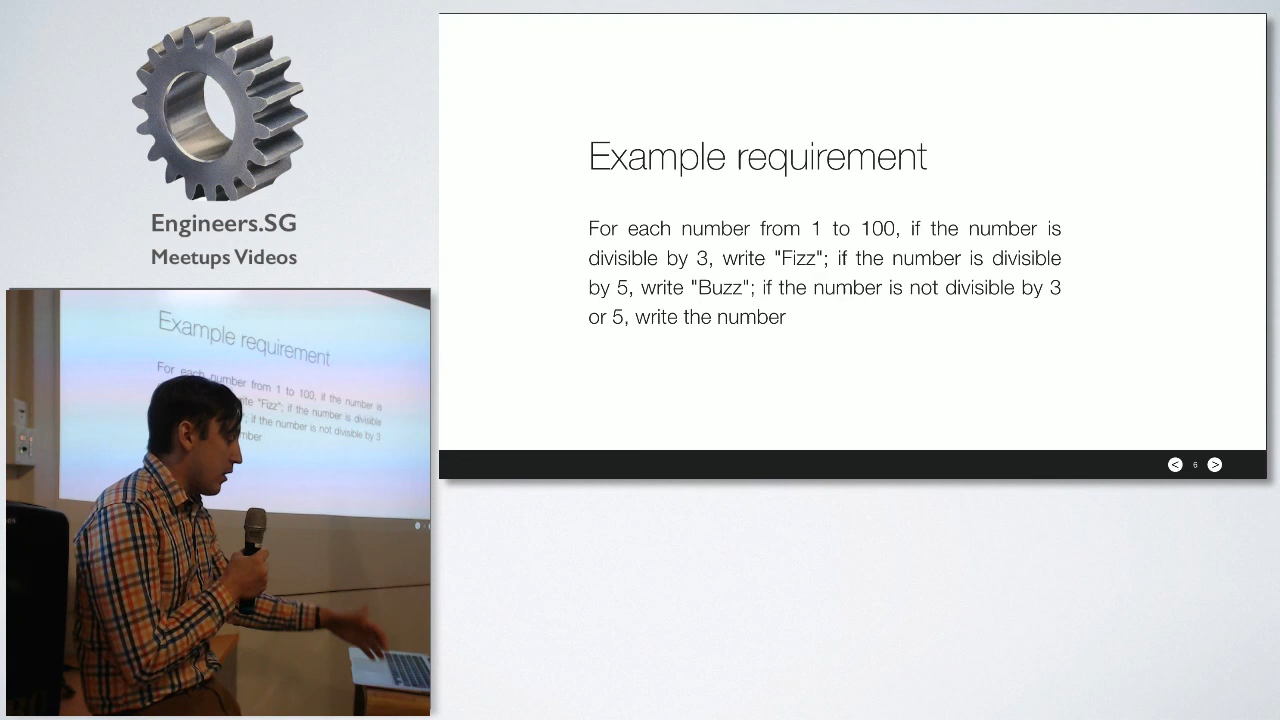 Engineers.SG
Meetups Videos
Example requirement
For each number from 1 to 100, if the number is
divisible by 3, write "Fizz"; if the number is divisible
by 5, write "Buzz"; if the number is not divisible by 3
or 5, write the number
< 6 >
Example requirement
For each number from 1 to 100, if the number is
"Fizz"; if the number is divisible
if the number is not divisible by 3